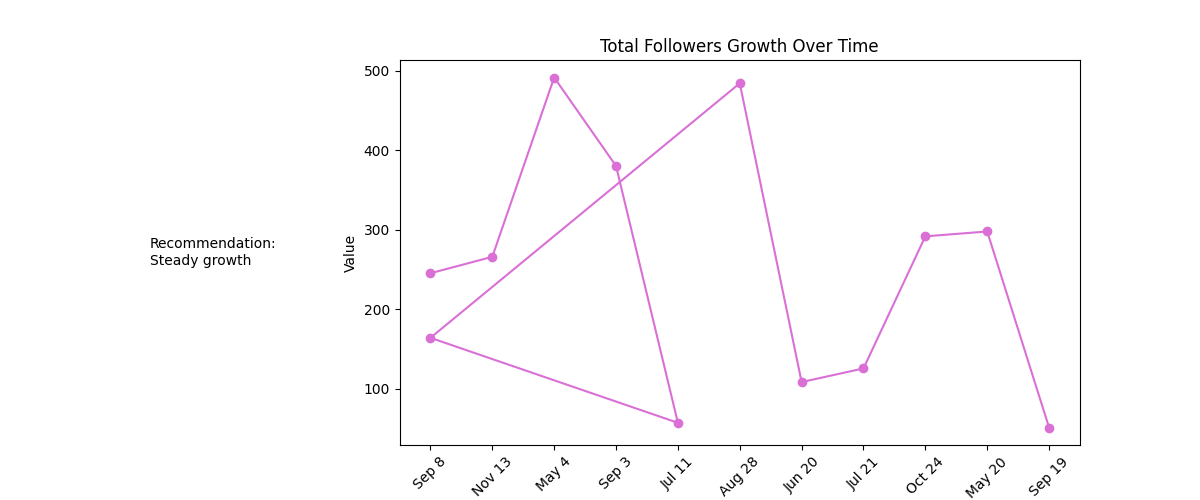 Total Followers Growth Over Time
500
400
300
200
100
Value
Recommendation:
Steady growth
Sep 8
Nov 13
May 4
Sep 3
Jul 11
Aug 28
Jun 20
Jul 21
Oct 24
May 20
Sep 19